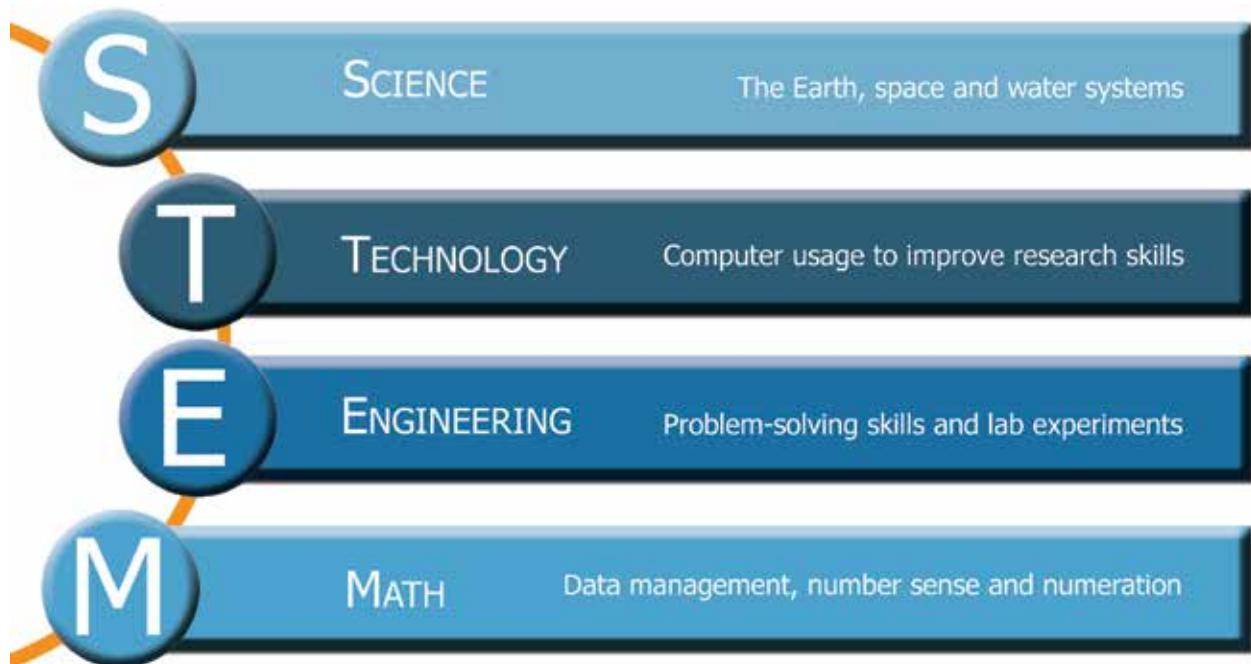 S SCIENCE The Earth, space and water systems
T TECHNOLOGY Computer usage to improve research skills
E ENGINEERING Problem-solving skills and lab experiments
M MATH Data management, number sense and numeration